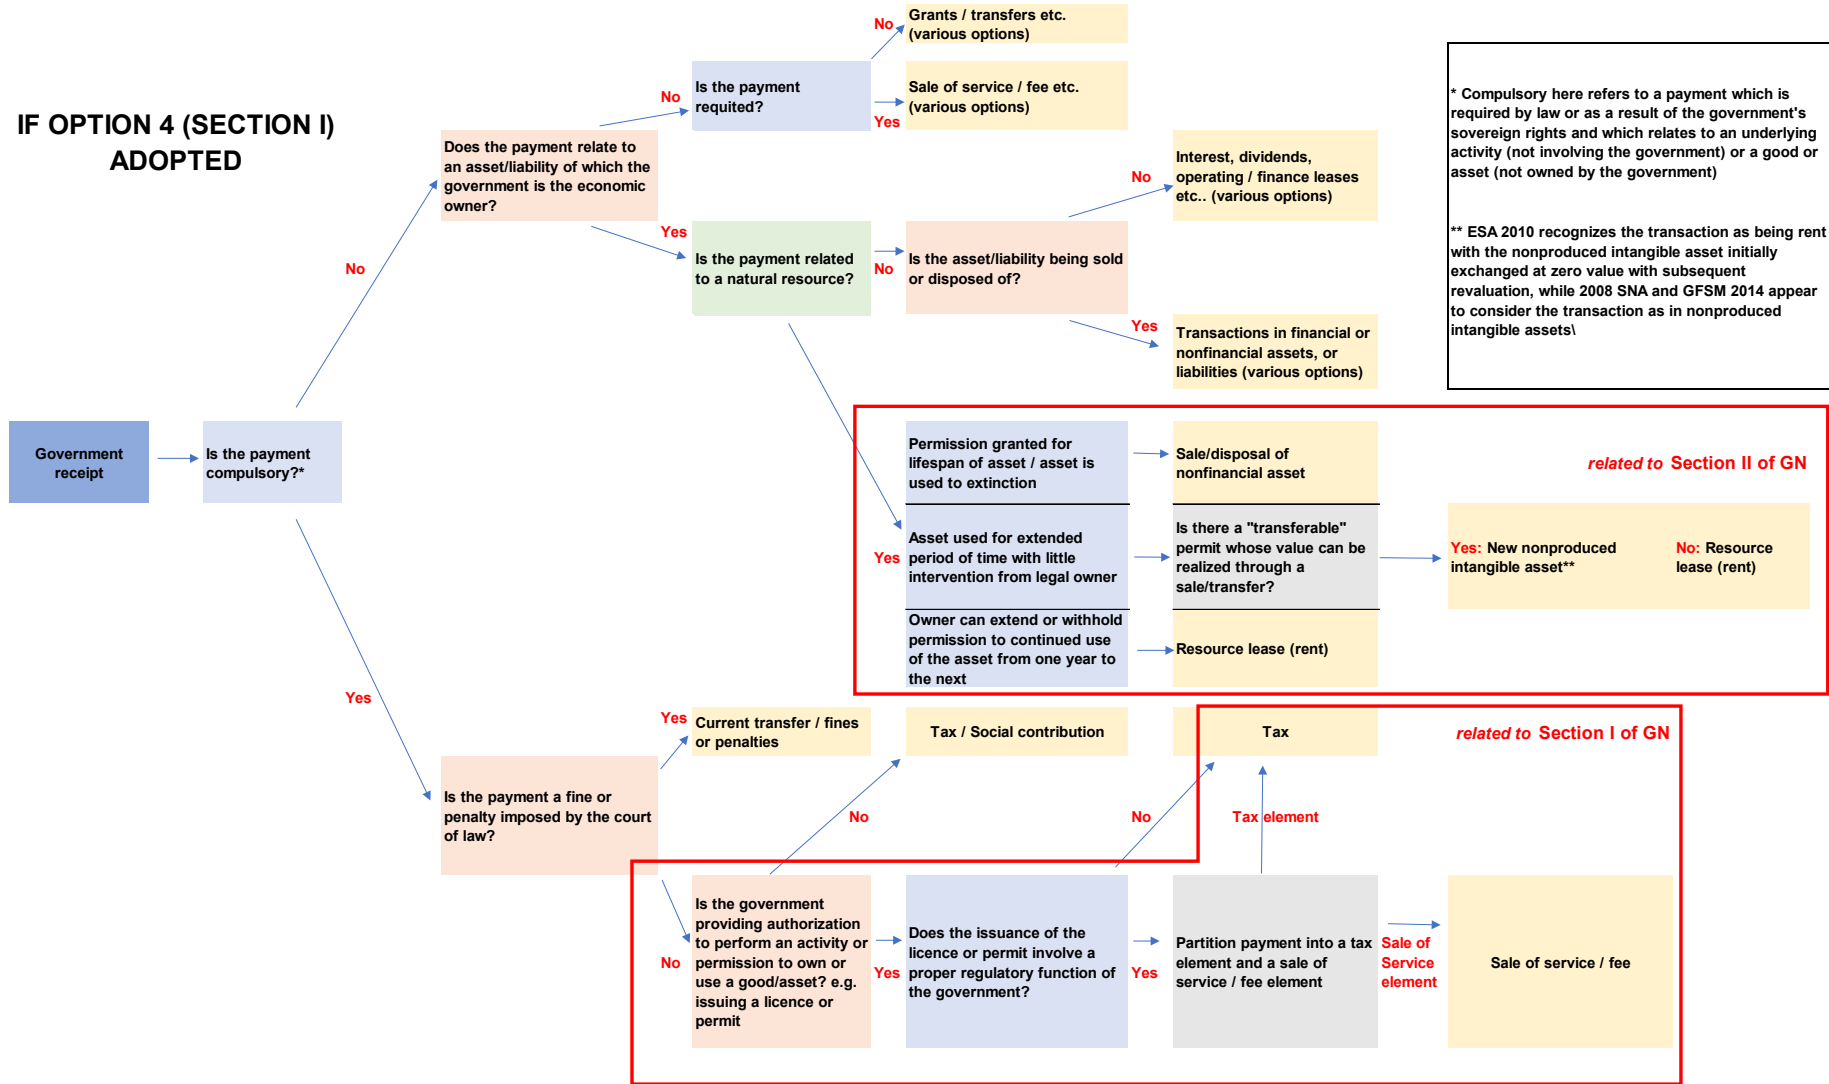 IF OPTION 4 (SECTION I)
ADOPTED
No
Grants / transfers etc.
(various options)
No
Is the payment
requited?
Yes
Sale of service / fee etc.
(various options)
Does the payment relate to
an asset/liability of which the
government is the economic
owner?
No
Interest, dividends,
operating / finance leases
etc.. (various options)
Yes
Is the payment related
to a natural resource?
No
Is the asset/liability being sold
or disposed of?
Yes
Transactions in financial or
nonfinancial assets, or
liabilities (various options)
* Compulsory here refers to a payment which is
required by law or as a result of the government's
sovereign rights and which relates to an underlying
activity (not involving the government) or a good or
asset (not owned by the government)
** ESA 2010 recognizes the transaction as being rent
with the nonproduced intangible asset initially
exchanged at zero value with subsequent
revaluation, while 2008 SNA and GFSM 2014 appear
to consider the transaction as in nonproduced
intangible assets\
No
Government
receipt
Is the payment
compulsory?*
Yes
Permission granted for
lifespan of asset / asset is
used to extinction
Sale/disposal of
nonfinancial asset
related to Section II of GN
Yes
Asset used for extended
period of time with little
intervention from legal owner
Is there a "transferable"
permit whose value can be
realized through a
sale/transfer?
Yes: New nonproduced
intangible asset**
No: Resource
lease (rent)
Owner can extend or withhold
permission to continued use
of the asset from one year to
the next
Resource lease (rent)
Yes
Current transfer / fines
or penalties
Tax / Social contribution
Tax
related to Section I of GN
Is the payment a fine or
penalty imposed by the court
of law?
No
No
Tax element
No
Is the government
providing authorization
to perform an activity or
permission to own or
use a good/asset? e.g.
issuing a licence or
permit
Yes
Does the issuance of the
licence or permit involve a
proper regulatory function of
the government?
Yes
Partition payment into a tax
element and a sale of
service / fee element
Sale of
Service
element
Sale of service / fee